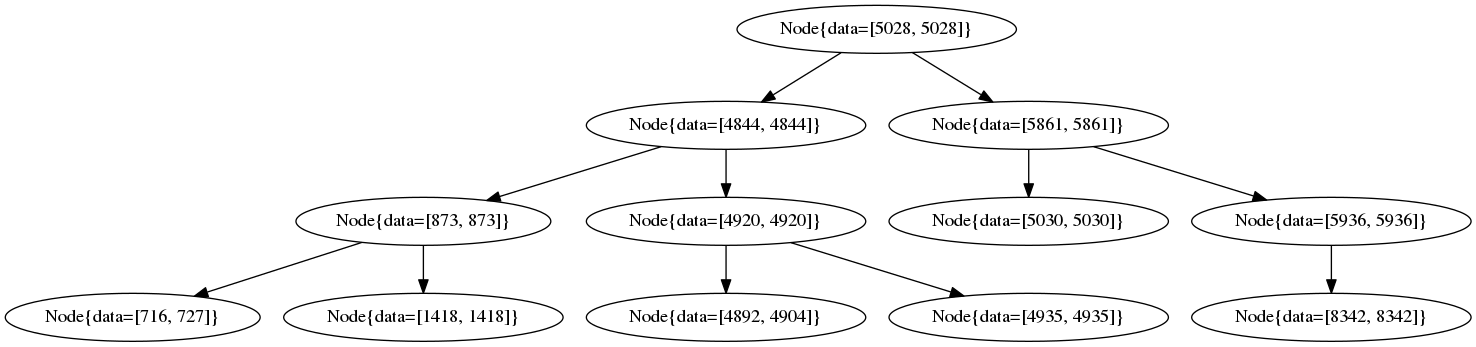 Node{data=[5028, 5028]}
Node{data=[4844, 4844]}
Node{data=[5861, 5861]}
Node{data=[873, 873]}
Node{data=[4920, 4920]}
Node{data=[5030, 5030]}
Node{data=[5936, 5936]}
Node{data=[716, 727]}
Node{data=[1418, 1418]}
Node{data=[4892, 4904]}
Node{data=[4935, 4935]}
Node{data=[8342, 8342]}